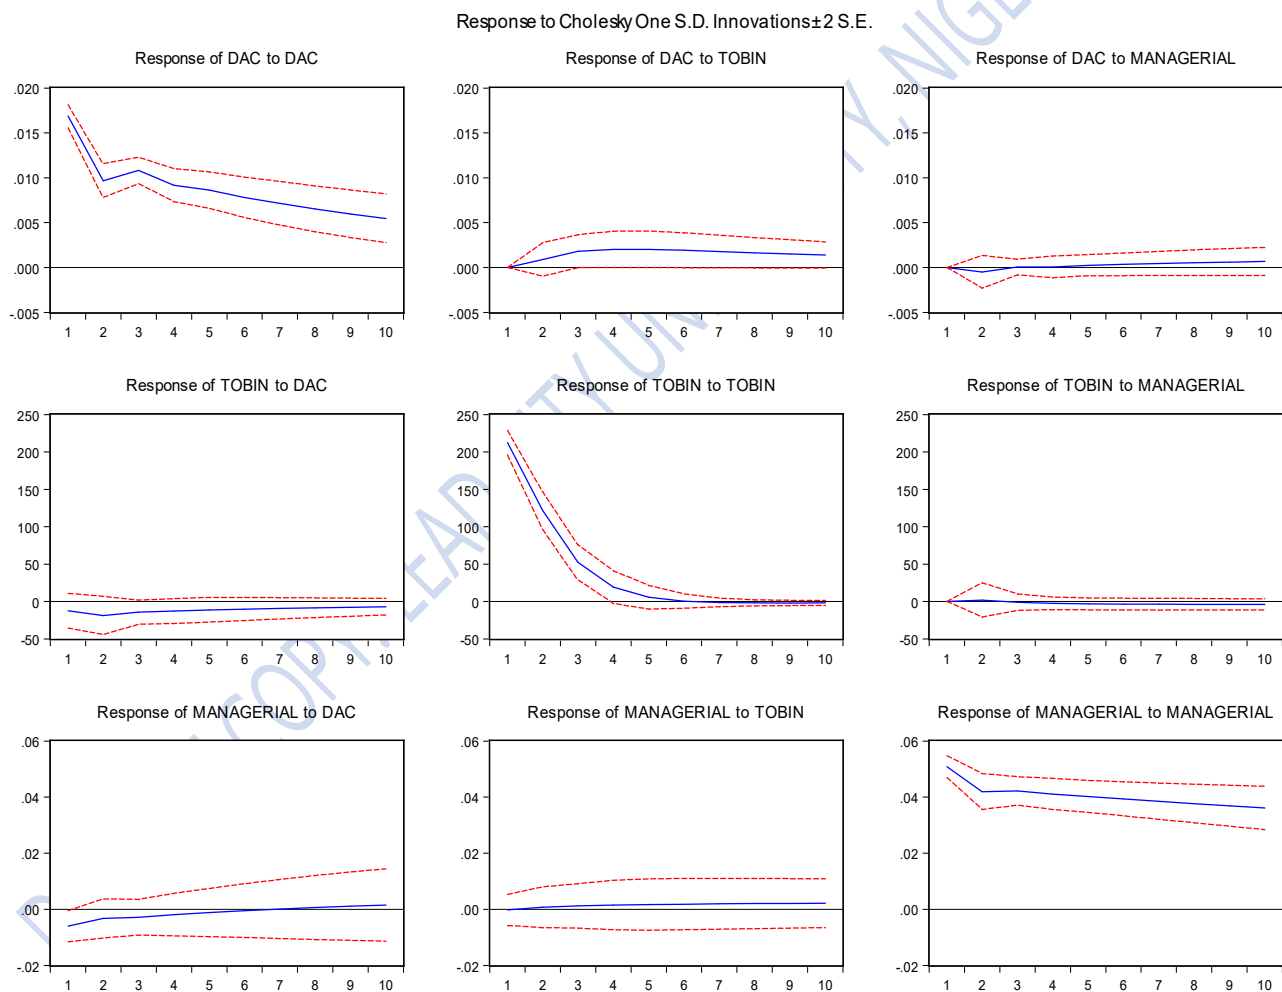 Response to Cholesky One S.D. Innovations ± 2 S.E.
Response of DAC to DAC
Response of DAC to TOBIN
Response of DAC to MANAGERIAL
.020
.015
.010
.005
.000
-.005
1 2 3 4 5 6 7 8 9 10
.020
.015
.010
.005
.000
-.005
1 2 3 4 5 6 7 8 9 10
.020
.015
.010
.005
.000
-.005
1 2 3 4 5 6 7 8 9 10
Response of TOBIN to DAC
Response of TOBIN to TOBIN
Response of TOBIN to MANAGERIAL
250
200
150
100
50
0
-50
1 2 3 4 5 6 7 8 9 10
250
200
150
100
50
0
-50
1 2 3 4 5 6 7 8 9 10
250
200
150
100
50
0
-50
1 2 3 4 5 6 7 8 9 10
Response of MANAGERIAL to DAC
Response of MANAGERIAL to TOBIN
Response of MANAGERIAL to MANAGERIAL
.06
.04
.02
.00
-.02
1 2 3 4 5 6 7 8 9 10
.06
.04
.02
.00
-.02
1 2 3 4 5 6 7 8 9 10
.06
.04
.02
.00
-.02
1 2 3 4 5 6 7 8 9 10